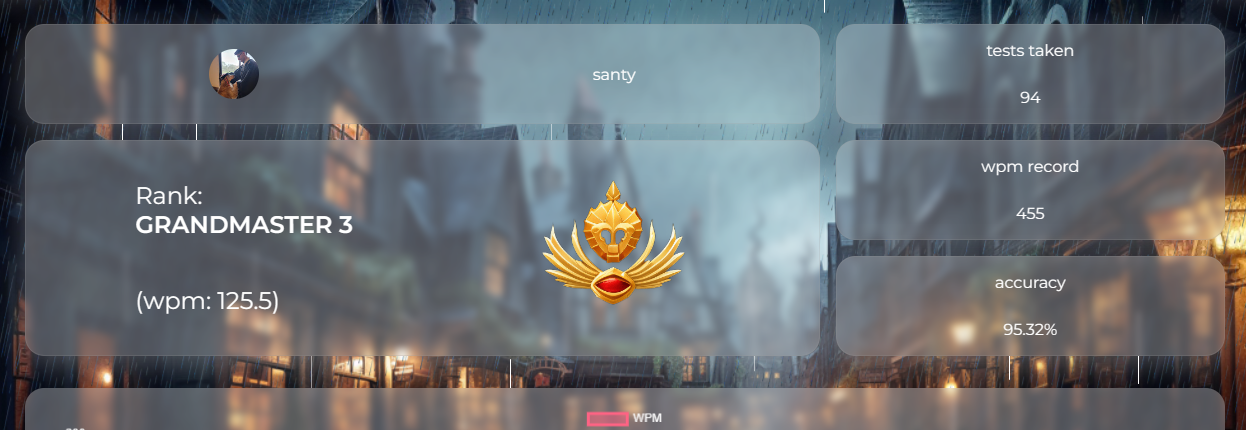 santy
tests taken
94
Rank:
GRANDMASTER 3
(wpm: 125.5)
wpm record
455
accuracy
95.32%
WPM